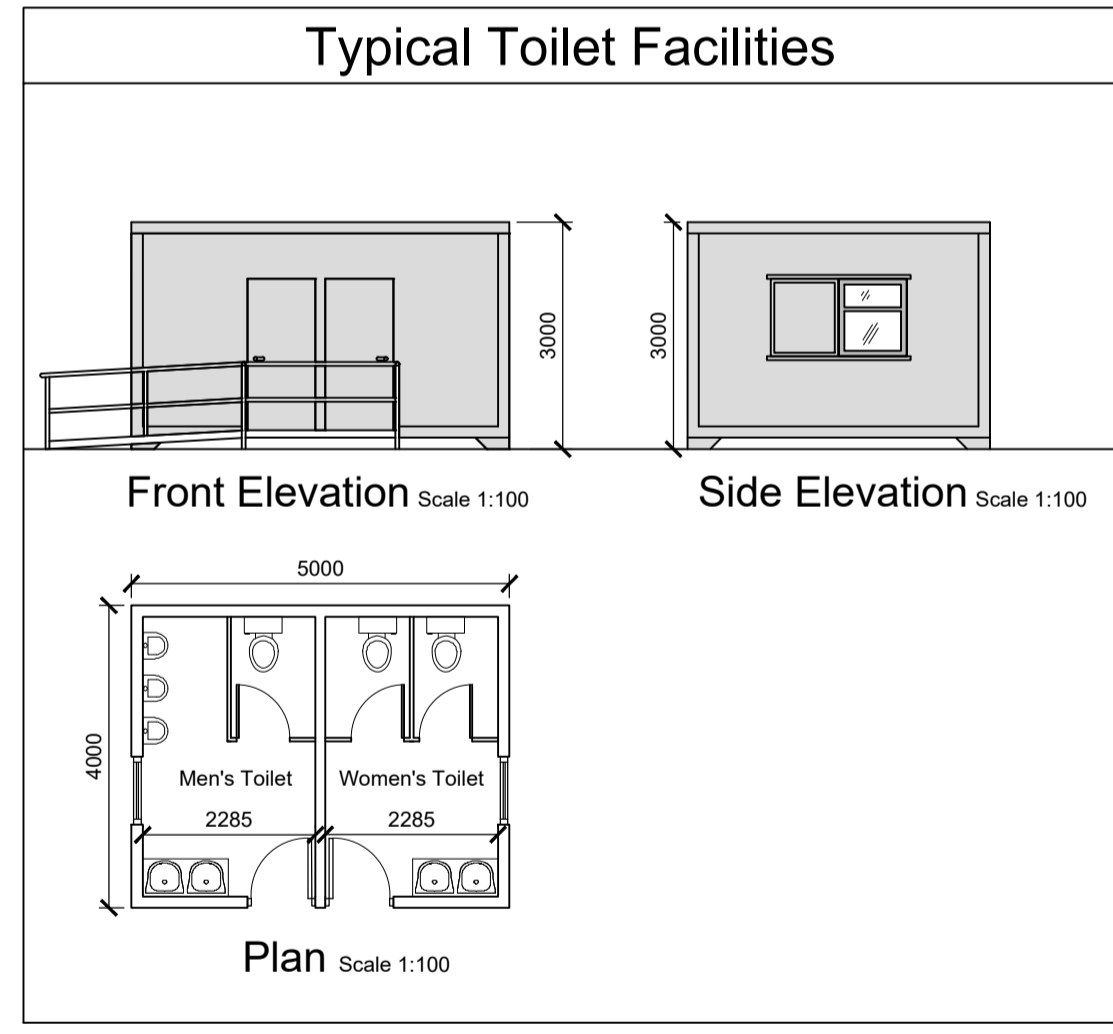 Typical Toilet Facilities
3000
3000
Front Elevation Scale 1:100
Side Elevation Scale 1:100
5000
4000
Men's Toilet
Women's Toilet
2285
2285
Plan Scale 1:100